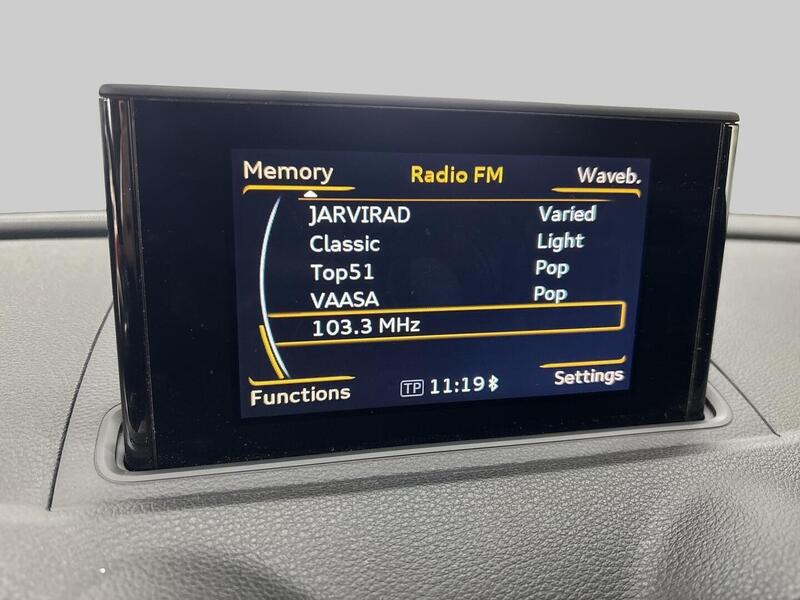 Memory Radio FM Waveb.
JARVIRAD Varied
Classic Light
Top51 Pop
VAASA Pop
103.3 MHz
Functions TP 11:19 Settings